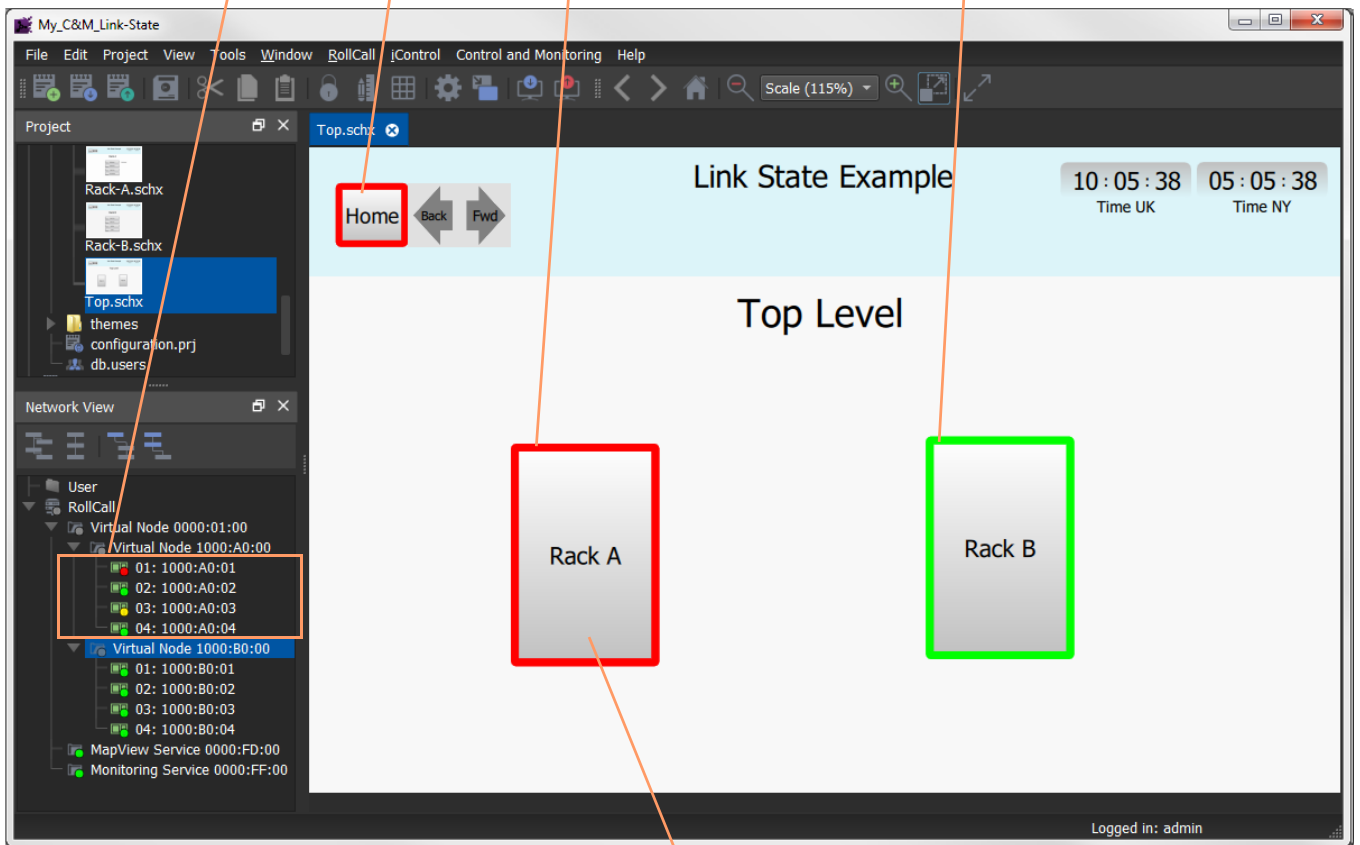 My_C&M_Link-State
File Edit Project View Tools Window RollCall iControl Control and Monitoring Help
Scale (115%)
Project
Top.schx
Rack-A.schx
Rack-B.schx
Top.schx
themes
configuration.prj
db.users
Network View
User
RollCall
Virtual Node 0000:01:00
Virtual Node 1000:A0:00
01: 1000:A0:01
02: 1000:A0:02
03: 1000:A0:03
04: 1000:A0:04
Virtual Node 1000:B0:00
01: 1000:B0:01
02: 1000:B0:02
03: 1000:B0:03
04: 1000:B0:04
MapView Service 0000:FD:00
Monitoring Service 0000:FF:00
Home Back Fwd
Link State Example
10:05:38 05:05:38
Time UK Time NY
Top Level
Rack A
Rack B
Logged in: admin